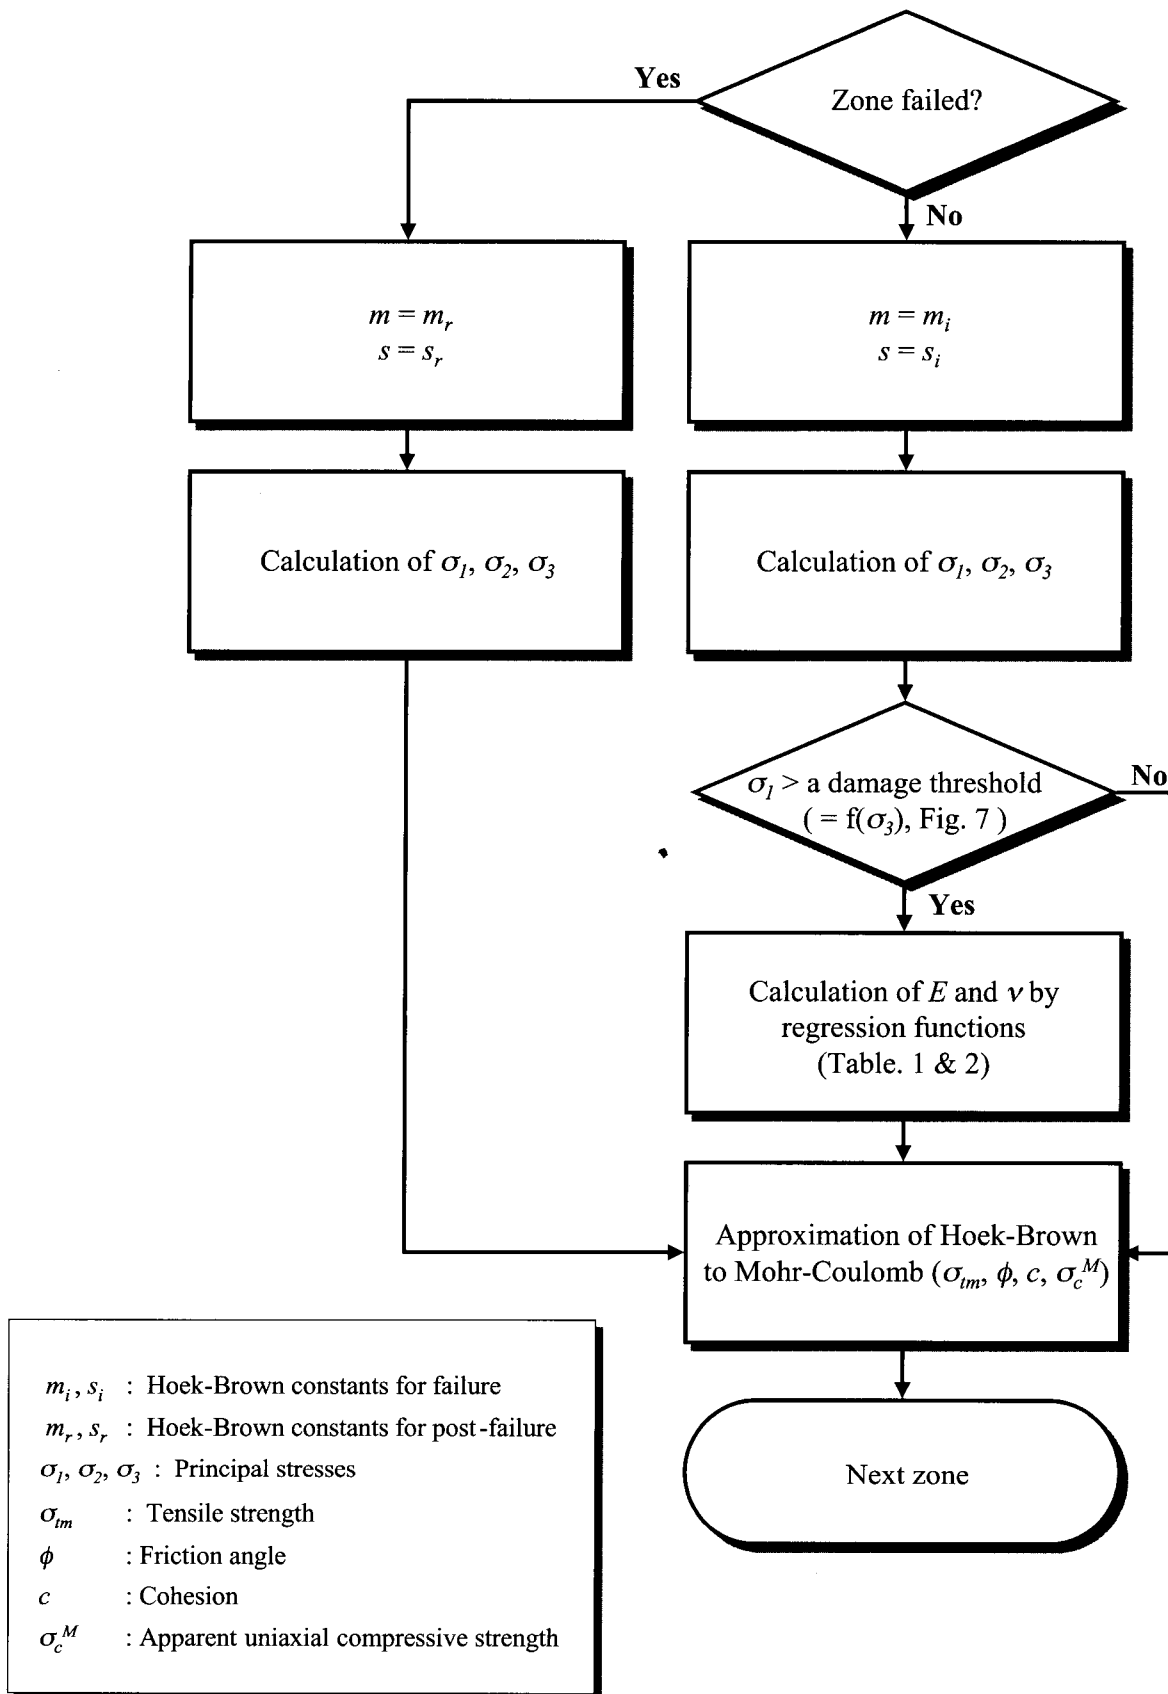 Zone failed?
Yes
No
m = m_r
s = s_r
m = m_i
s = s_i
Calculation of σ_1, σ_2, σ_3
Calculation of σ_1, σ_2, σ_3
σ_1 > a damage threshold
( = f(σ_3), Fig. 7 )
No
Yes
Calculation of E and ν by
regression functions
(Table. 1 & 2)
Approximation of Hoek-Brown
to Mohr-Coulomb (σ_tm, ϕ, c, σ_c^M)
Next zone
m_i, s_i : Hoek-Brown constants for failure
m_r, s_r : Hoek-Brown constants for post-failure
σ_1, σ_2, σ_3 : Principal stresses
σ_tm : Tensile strength
ϕ : Friction angle
c : Cohesion
σ_c^M : Apparent uniaxial compressive strength